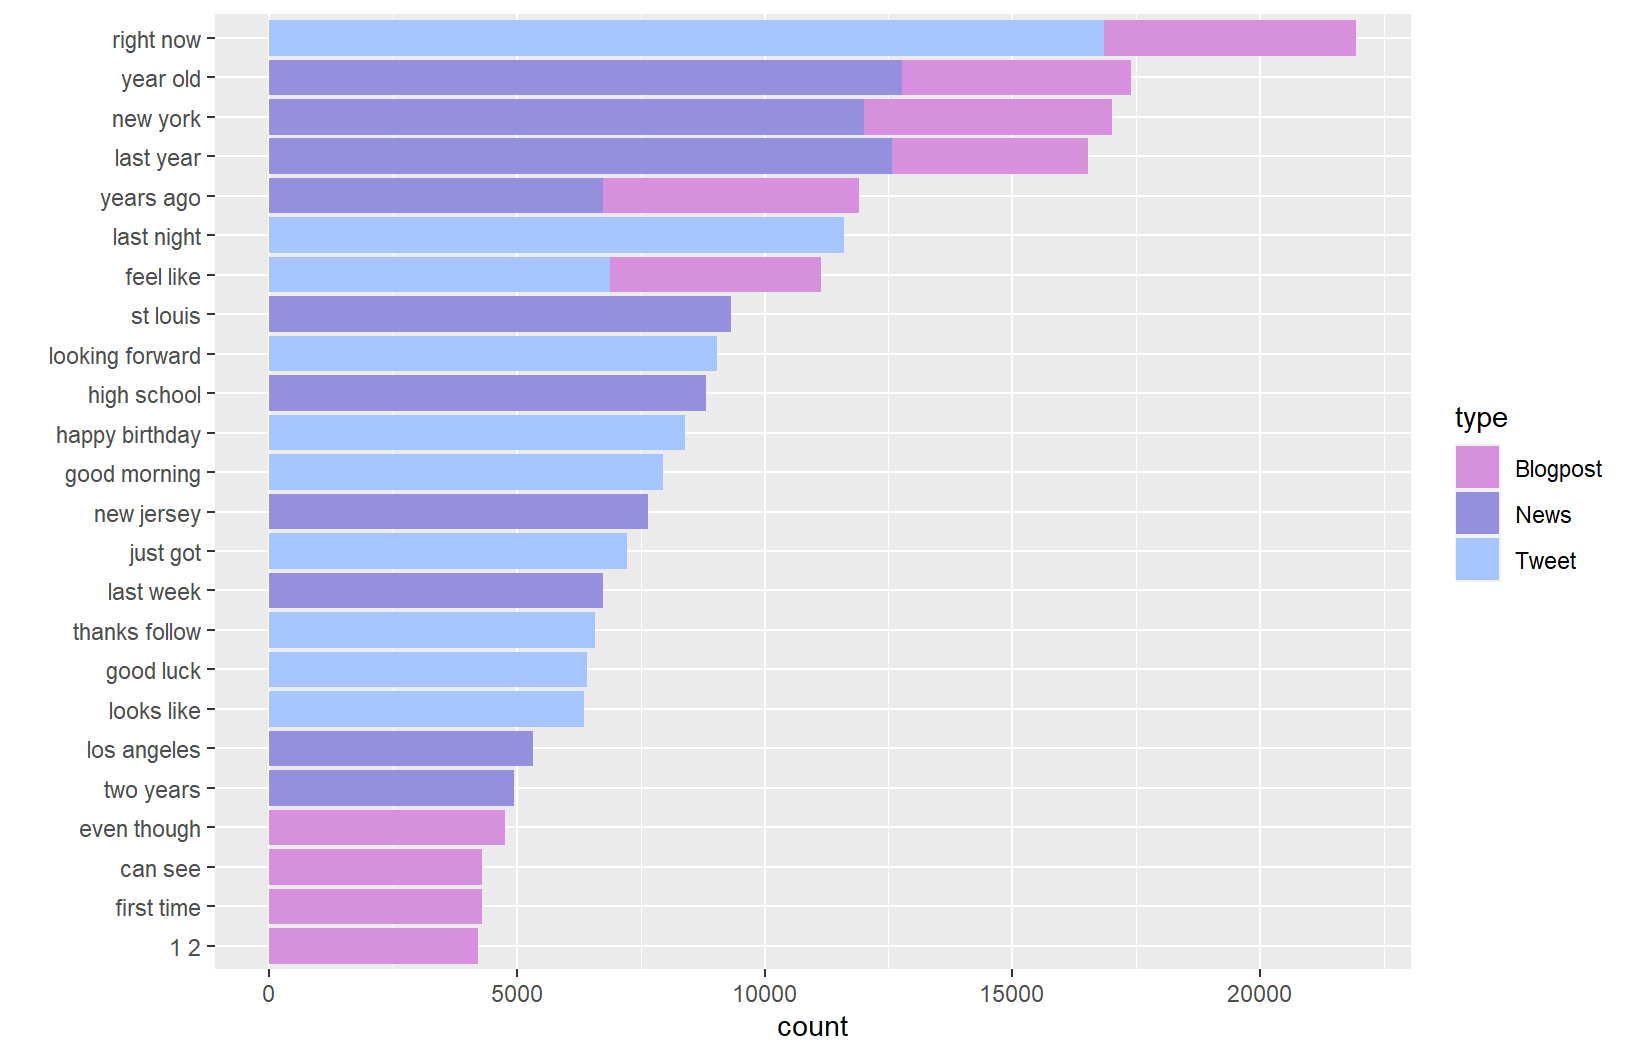 right now
year old
new york
last year
years ago
last night
feel like
st louis
looking forward
high school
happy birthday
good morning
new jersey
just got
last week
thanks follow
good luck
looks like
los angeles
two years
even though
can see
first time
1 2
0 5000 10000 15000 20000
count
type
Blogpost
News
Tweet